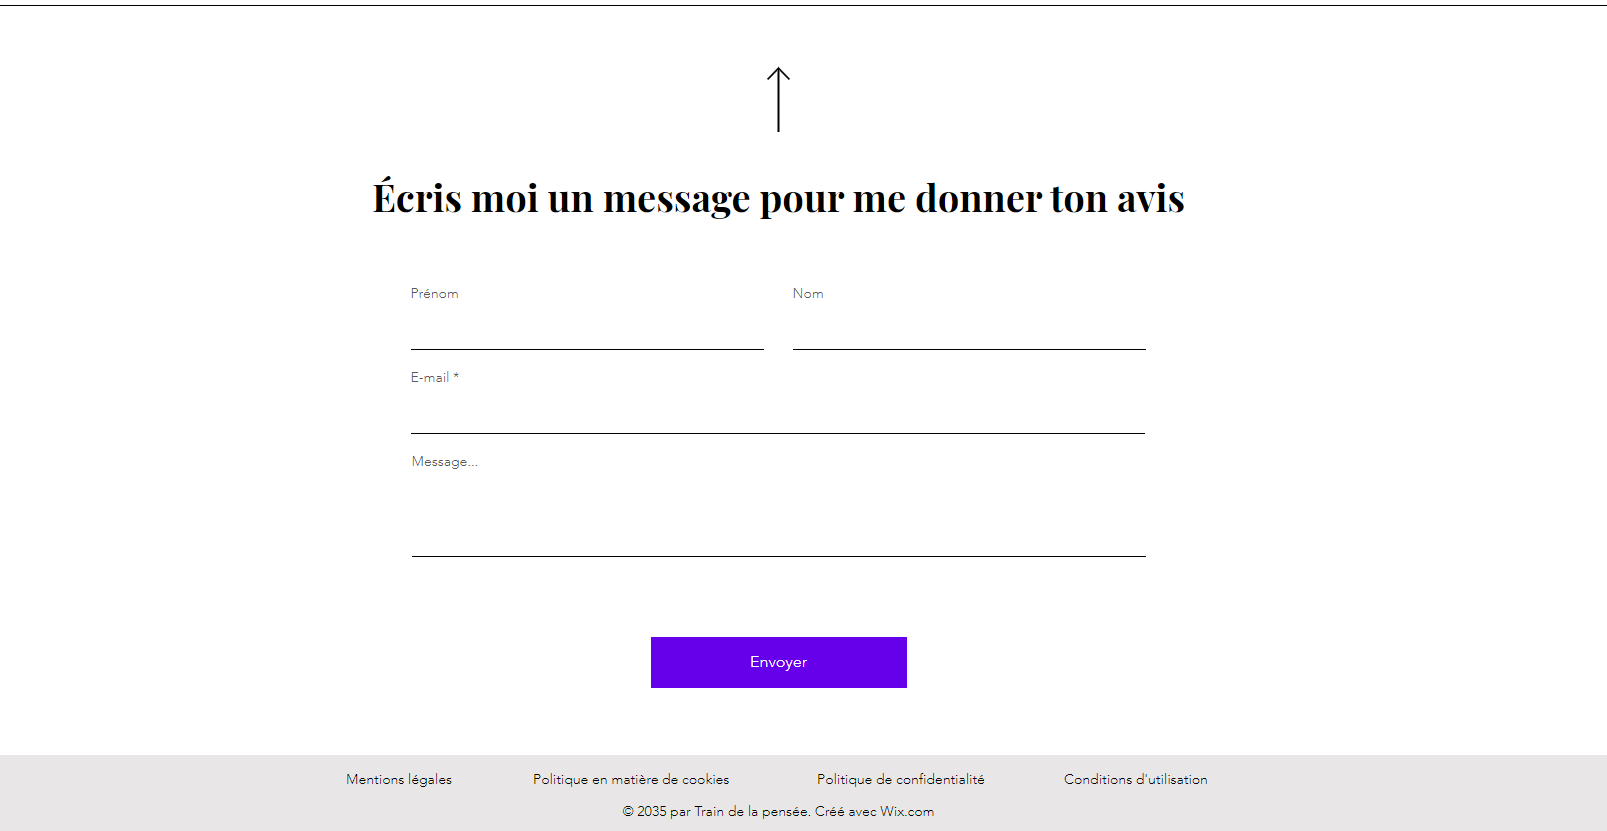 Écris moi un message pour me donner ton avis
Prénom Nom
E-mail *
Message...
Envoyer
Mentions légales Politique en matière de cookies Politique de confidentialité Conditions d'utilisation
© 2035 par Train de la pensée. Créé avec Wix.com